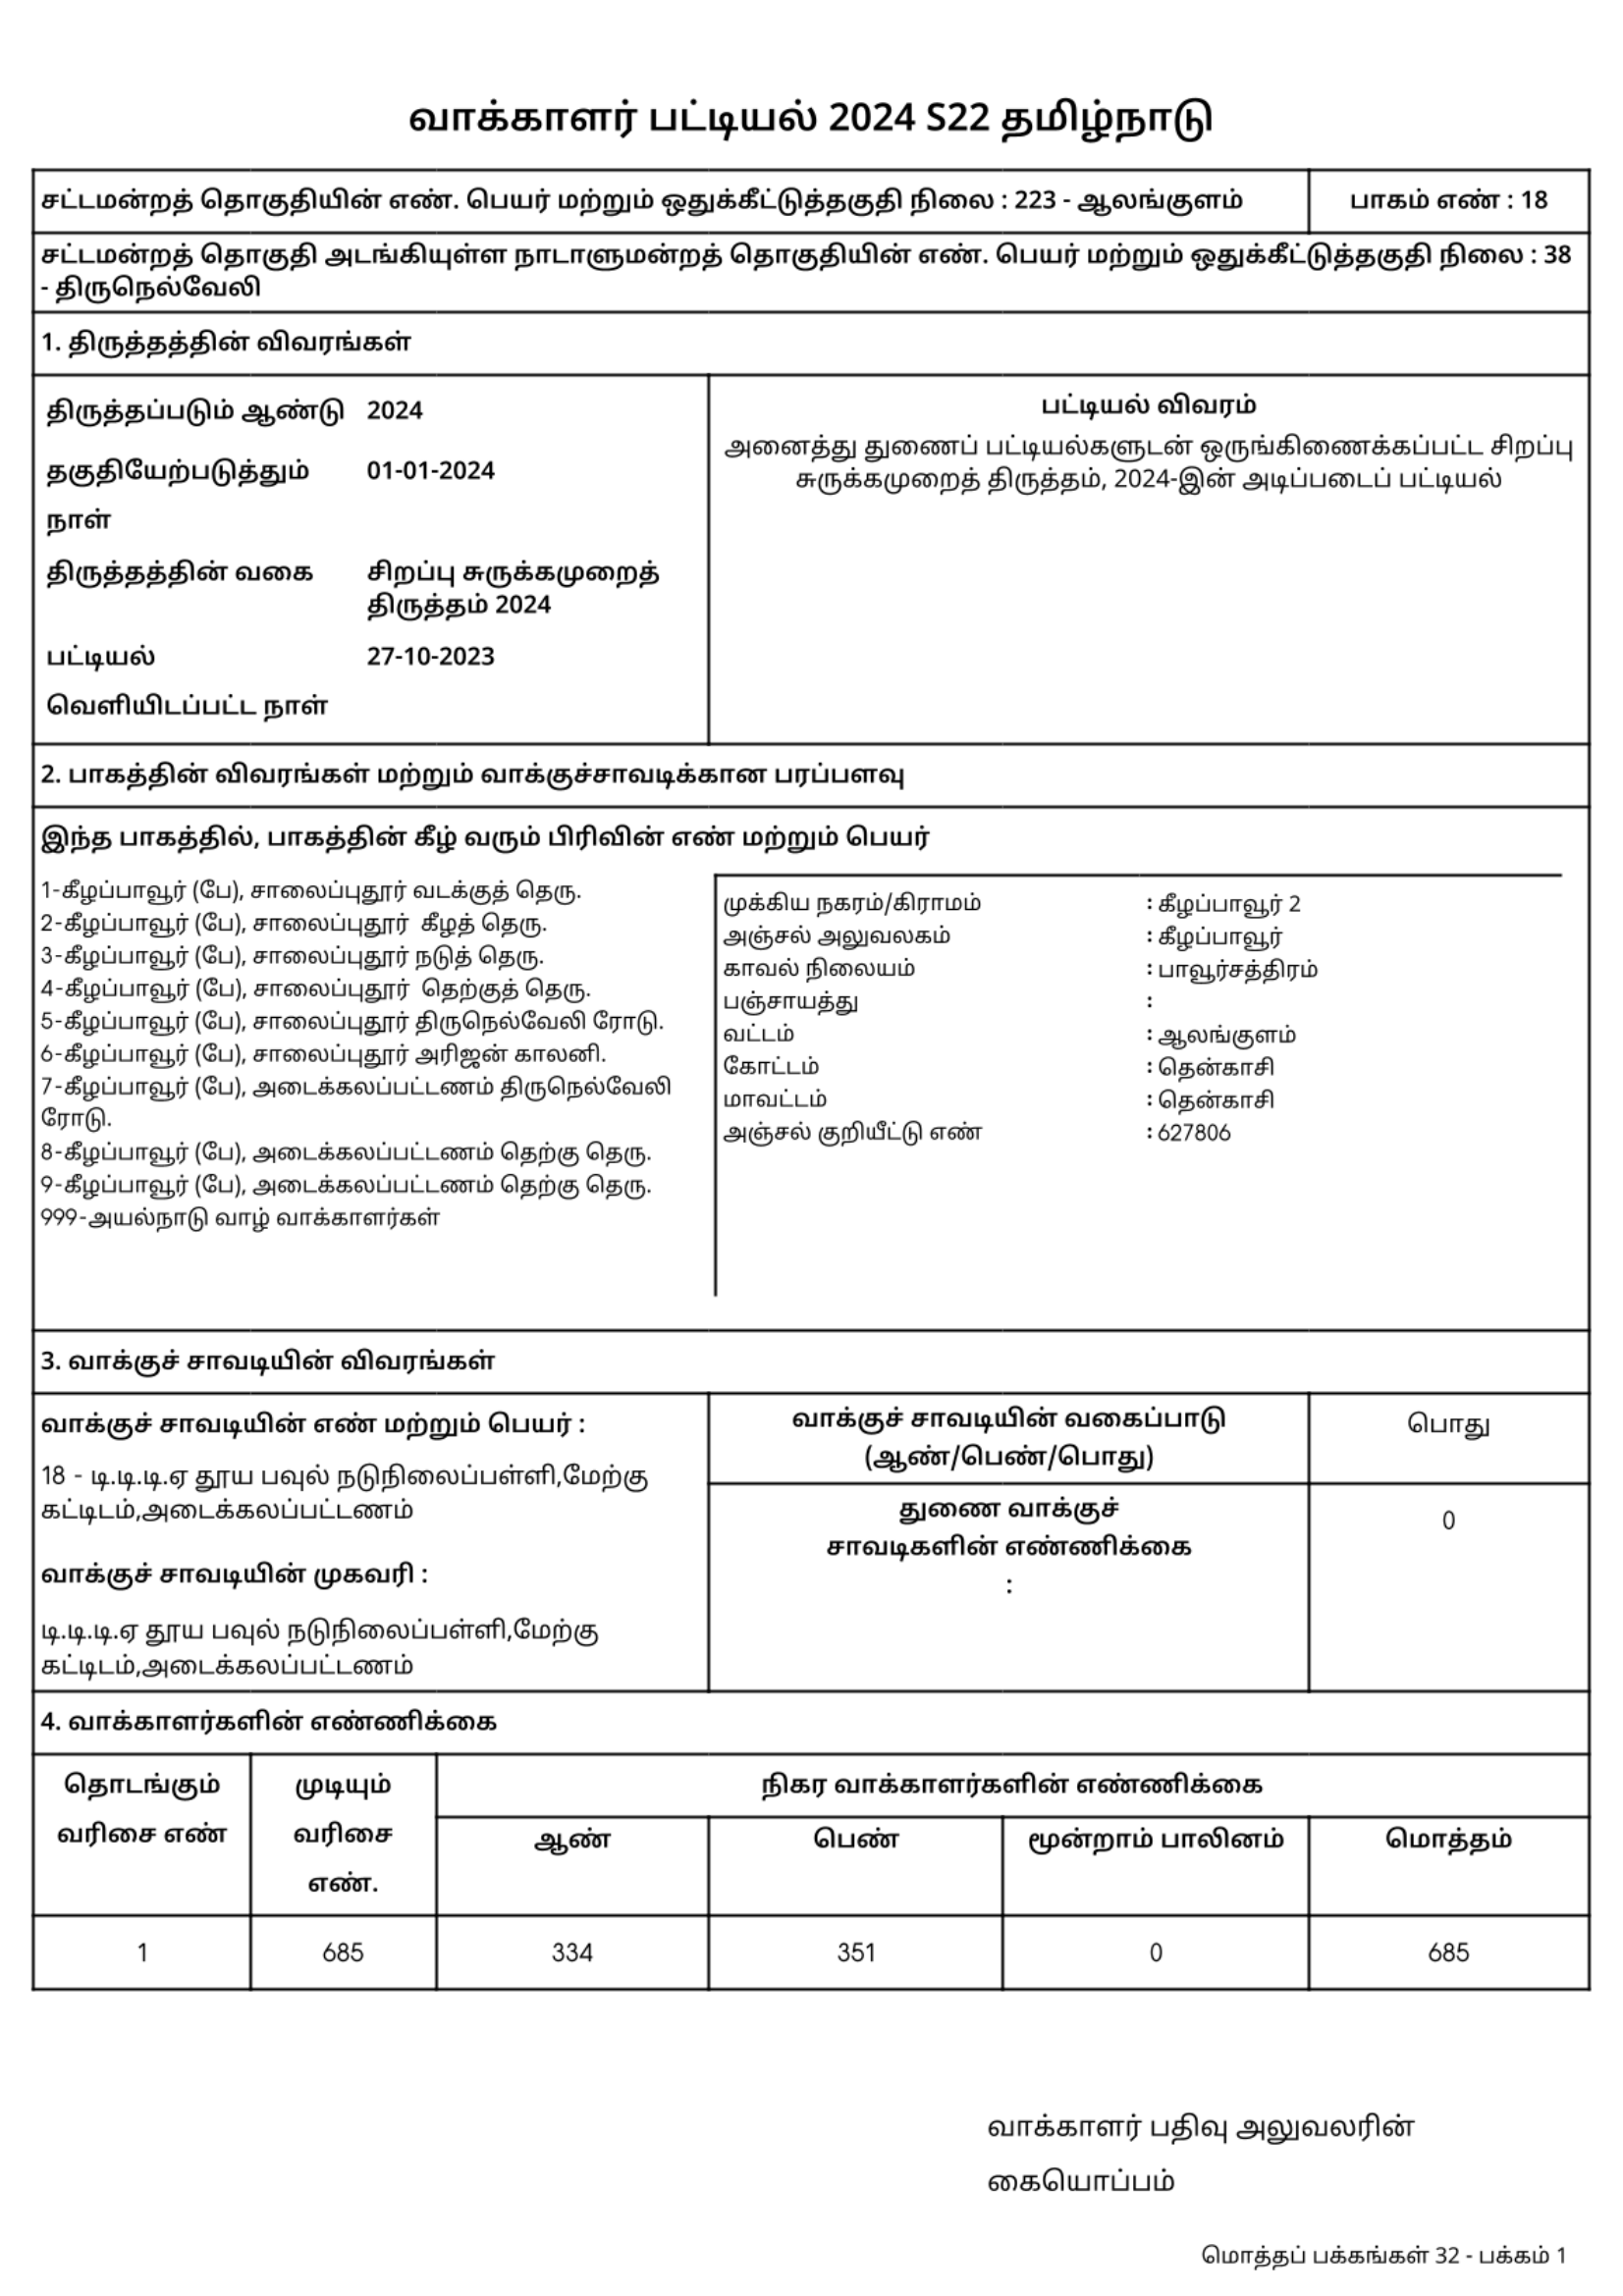 வாக்காளர் பட்டியல் 2024 S22 தமிழ்நாடு
சட்டமன்றத் தொகுதியின் எண். பெயர் மற்றும் ஒதுக்கீட்டுத்தகுதி நிலை : 223 - ஆலங்குளம்
பாகம் எண் : 18
சட்டமன்றத் தொகுதி அடங்கியுள்ள நாடாளுமன்றத் தொகுதியின் எண். பெயர் மற்றும் ஒதுக்கீட்டுத்தகுதி நிலை : 38
- திருநெல்வேலி
1. திருத்தத்தின் விவரங்கள்
திருத்தப்படும் ஆண்டு 2024
தகுதியேற்படுத்தும் 01-01-2024
நாள்
திருத்தத்தின் வகை சிறப்பு சுருக்கமுறைத்
திருத்தம் 2024
பட்டியல் 27-10-2023
வெளியிடப்பட்ட நாள்
பட்டியல் விவரம்
அனைத்து துணைப் பட்டியல்களுடன் ஒருங்கிணைக்கப்பட்ட சிறப்பு
சுருக்கமுறைத் திருத்தம், 2024-இன் அடிப்படைப் பட்டியல்
2. பாகத்தின் விவரங்கள் மற்றும் வாக்குச்சாவடிக்கான பரப்பளவு
இந்த பாகத்தில், பாகத்தின் கீழ் வரும் பிரிவின் எண் மற்றும் பெயர்
1-கீழப்பாவூர் (பே), சாலைப்புதூர் வடக்குத் தெரு.
2-கீழப்பாவூர் (பே), சாலைப்புதூர் கீழத் தெரு.
3-கீழப்பாவூர் (பே), சாலைப்புதூர் நடுத் தெரு.
4-கீழப்பாவூர் (பே), சாலைப்புதூர் தெற்குத் தெரு.
5-கீழப்பாவூர் (பே), சாலைப்புதூர் திருநெல்வேலி ரோடு.
6-கீழப்பாவூர் (பே), சாலைப்புதூர் அரிஜன் காலனி.
7-கீழப்பாவூர் (பே), அடைக்கலப்பட்டணம் திருநெல்வேலி
ரோடு.
8-கீழப்பாவூர் (பே), அடைக்கலப்பட்டணம் தெற்கு தெரு.
9-கீழப்பாவூர் (பே), அடைக்கலப்பட்டணம் தெற்கு தெரு.
999-அயல்நாடு வாழ் வாக்காளர்கள்
முக்கிய நகரம்/கிராமம் : கீழப்பாவூர் 2
அஞ்சல் அலுவலகம் : கீழப்பாவூர்
காவல் நிலையம் : பாவூர்சத்திரம்
பஞ்சாயத்து :
வட்டம் : ஆலங்குளம்
கோட்டம் : தென்காசி
மாவட்டம் : தென்காசி
அஞ்சல் குறியீட்டு எண் : 627806
3. வாக்குச் சாவடியின் விவரங்கள்
வாக்குச் சாவடியின் எண் மற்றும் பெயர் :
18 - டி.டி.டி.ஏ தூய பவுல் நடுநிலைப்பள்ளி,மேற்கு
கட்டிடம்,அடைக்கலப்பட்டணம்
வாக்குச் சாவடியின் முகவரி :
டி.டி.டி.ஏ தூய பவுல் நடுநிலைப்பள்ளி,மேற்கு
கட்டிடம்,அடைக்கலப்பட்டணம்
வாக்குச் சாவடியின் வகைப்பாடு
(ஆண்/பெண்/பொது)
பொது
துணை வாக்குச்
சாவடிகளின் எண்ணிக்கை
:
0
4. வாக்காளர்களின் எண்ணிக்கை
தொடங்கும்
வரிசை எண்
முடியும்
வரிசை
எண்.
நிகர வாக்காளர்களின் எண்ணிக்கை
ஆண் பெண் மூன்றாம் பாலினம் மொத்தம்
1 685 334 351 0 685
வாக்காளர் பதிவு அலுவலரின்
கையொப்பம்
மொத்தப் பக்கங்கள் 32 - பக்கம் 1